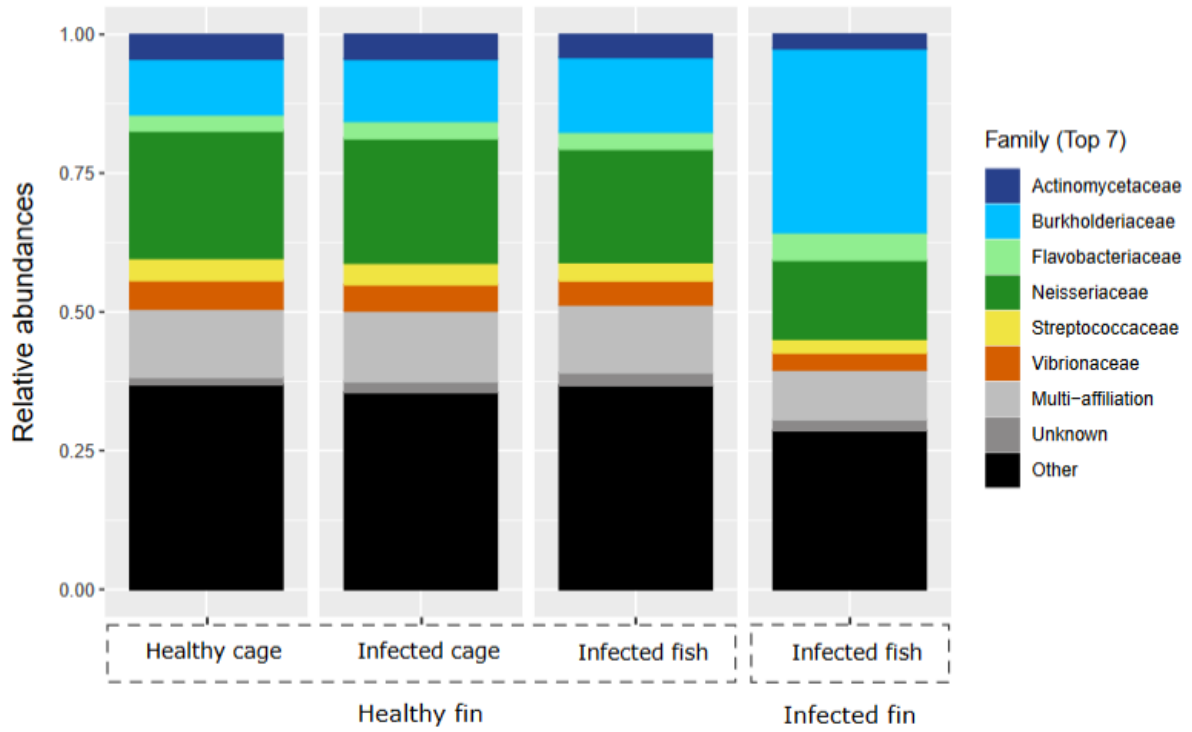 Relative abundances
1.00
0.75
0.50
0.25
0.00
Healthy cage
Infected cage
Infected fish
Infected fish
Healthy fin
Infected fin
Family (Top 7)
Actinomycetaceae
Burkholderiaceae
Flavobacteriaceae
Neisseriaceae
Streptococcaceae
Vibrionaceae
Multi−affiliation
Unknown
Other